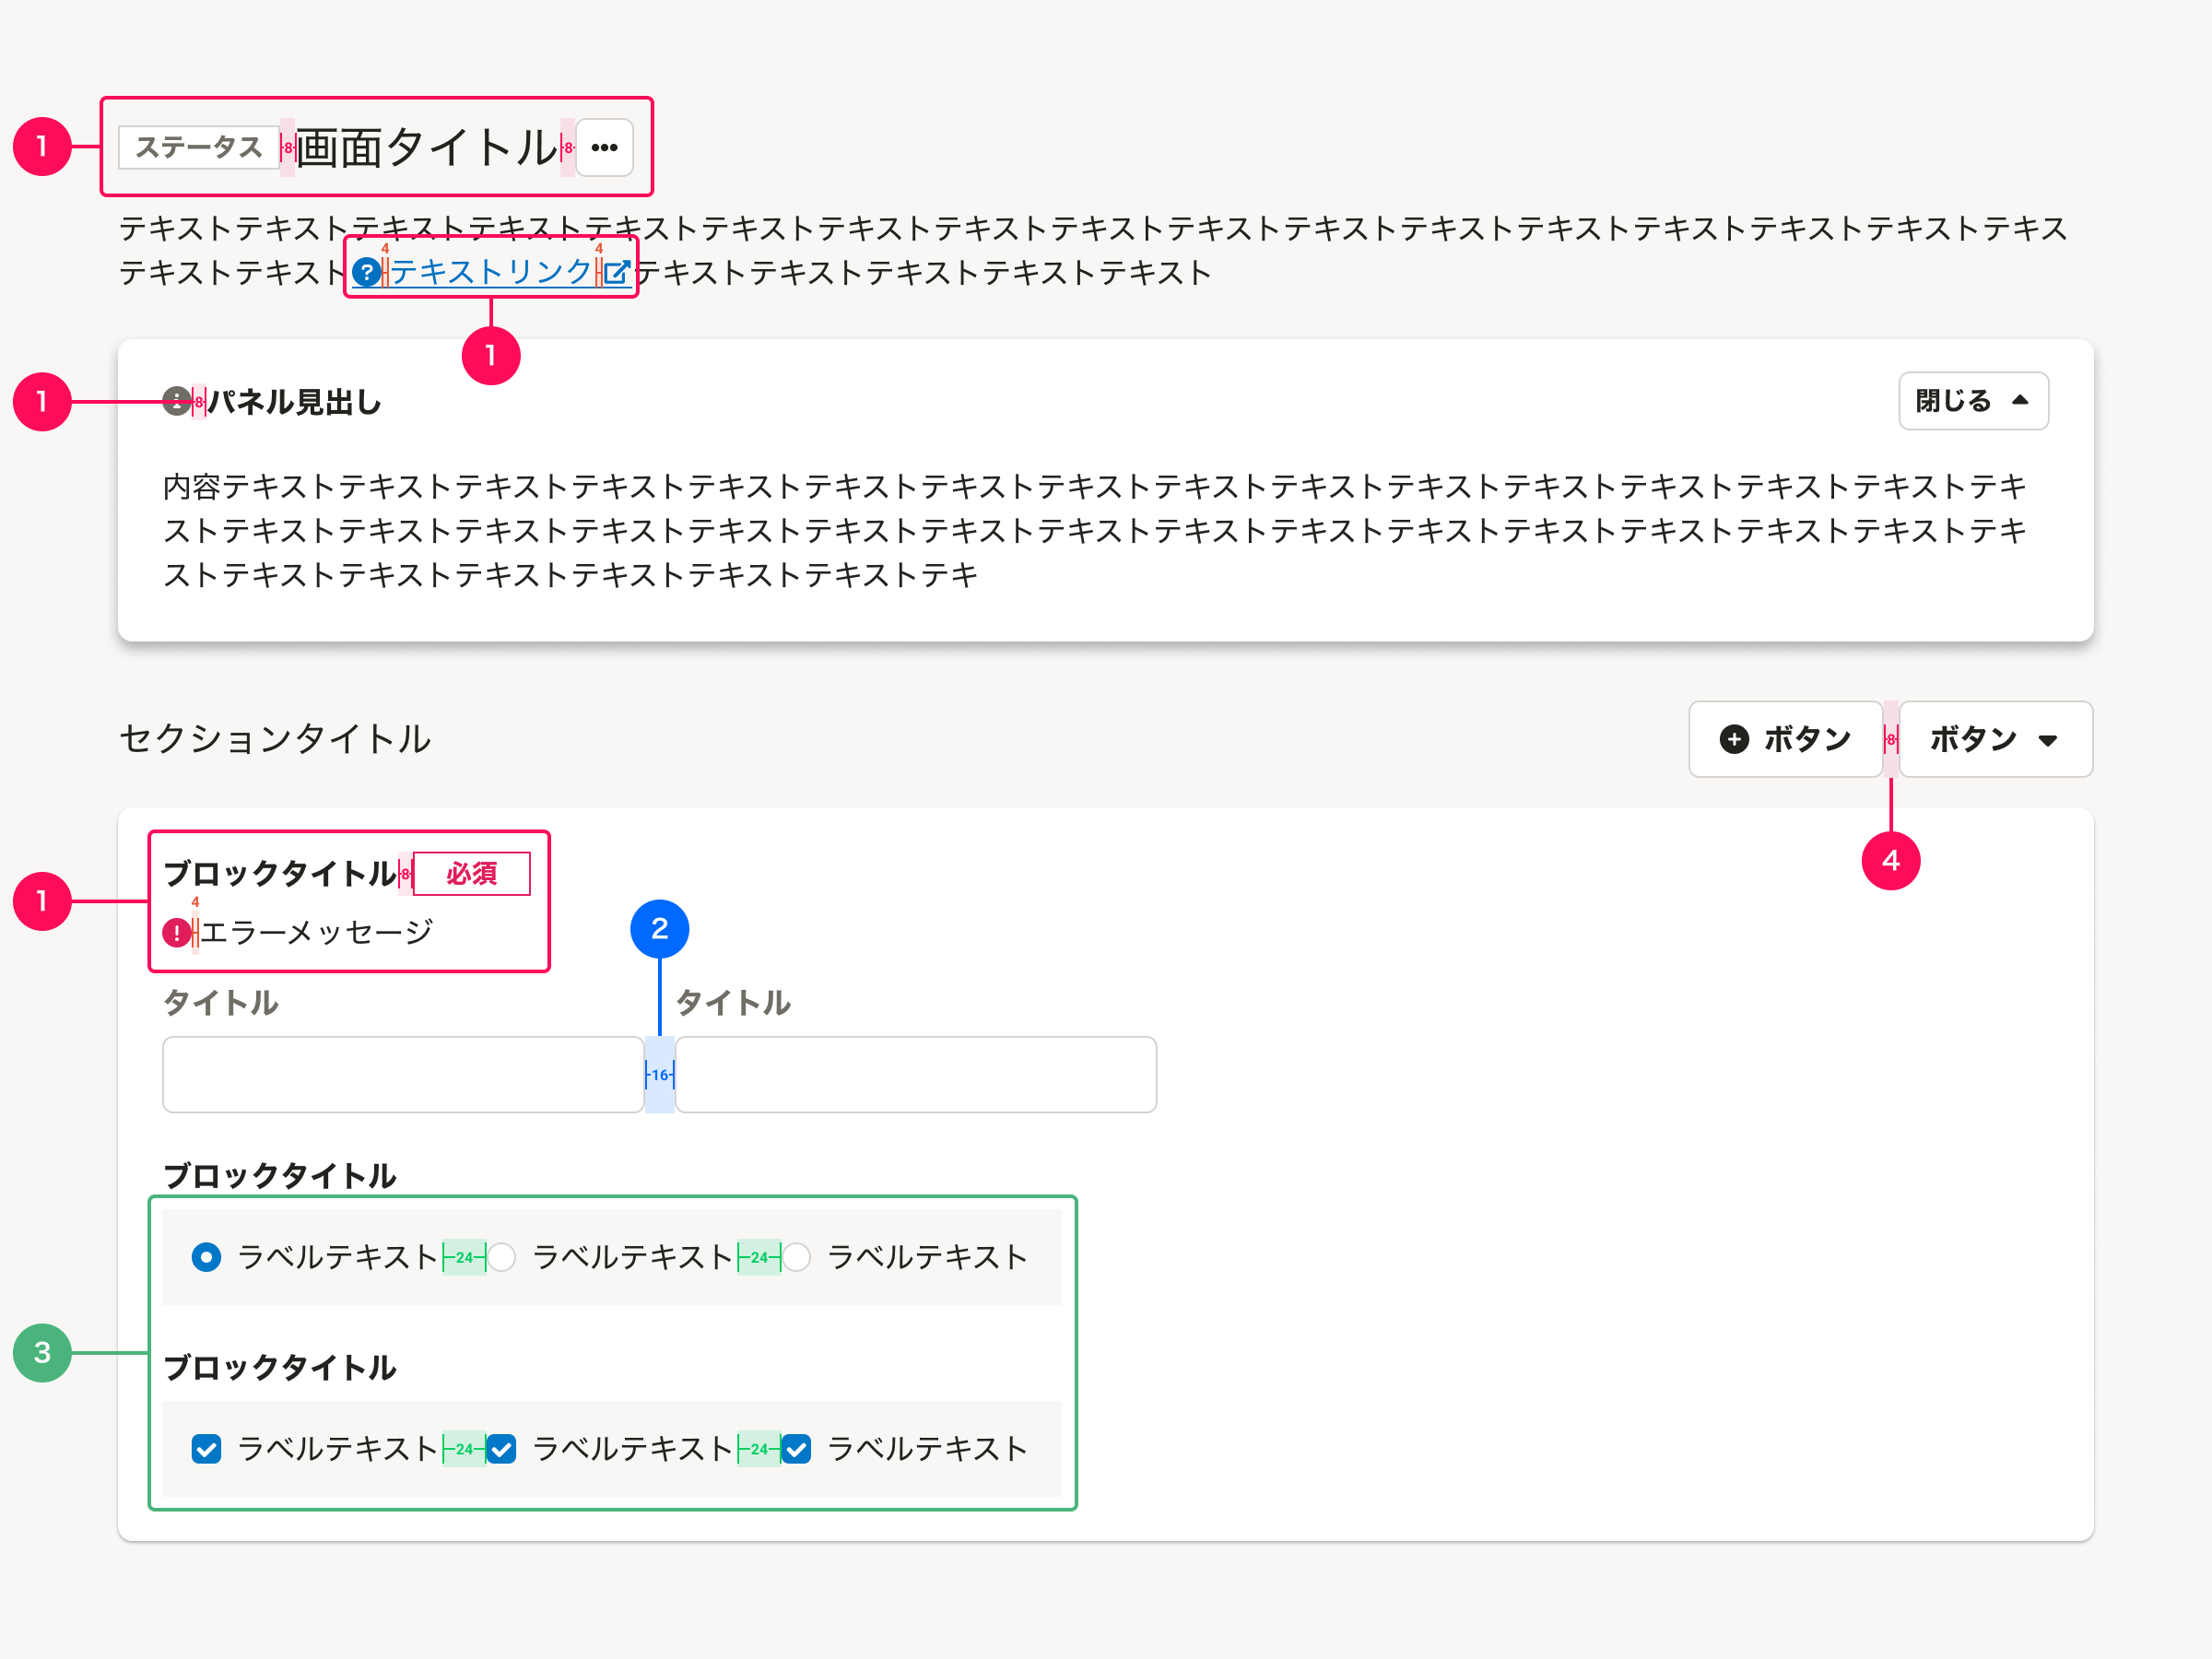 1
ステータス 8 画面タイトル 8
テキストテキストテキストテキストテキストテキストテキストテキストテキストテキストテキストテキストテキストテキストテキストテキストテキス
4 4
テキストテキスト ? テキストリンク テキストテキストテキストテキストテキスト
1
1 8 パネル見出し 閉じる
内容テキストテキストテキストテキストテキストテキストテキストテキストテキストテキストテキストテキストテキストテキストテキストテキ
ストテキストテキストテキストテキストテキストテキストテキストテキストテキストテキストテキストテキストテキストテキストテキストテキ
ストテキストテキストテキストテキストテキストテキストテキ
セクションタイトル ボタン 8 ボタン
4
ブロックタイトル 8 必須
1
4
エラーメッセージ
2
タイトル タイトル
16
ブロックタイトル
ラベルテキスト 24 ラベルテキスト 24 ラベルテキスト
3
ブロックタイトル
ラベルテキスト 24 ラベルテキスト 24 ラベルテキスト